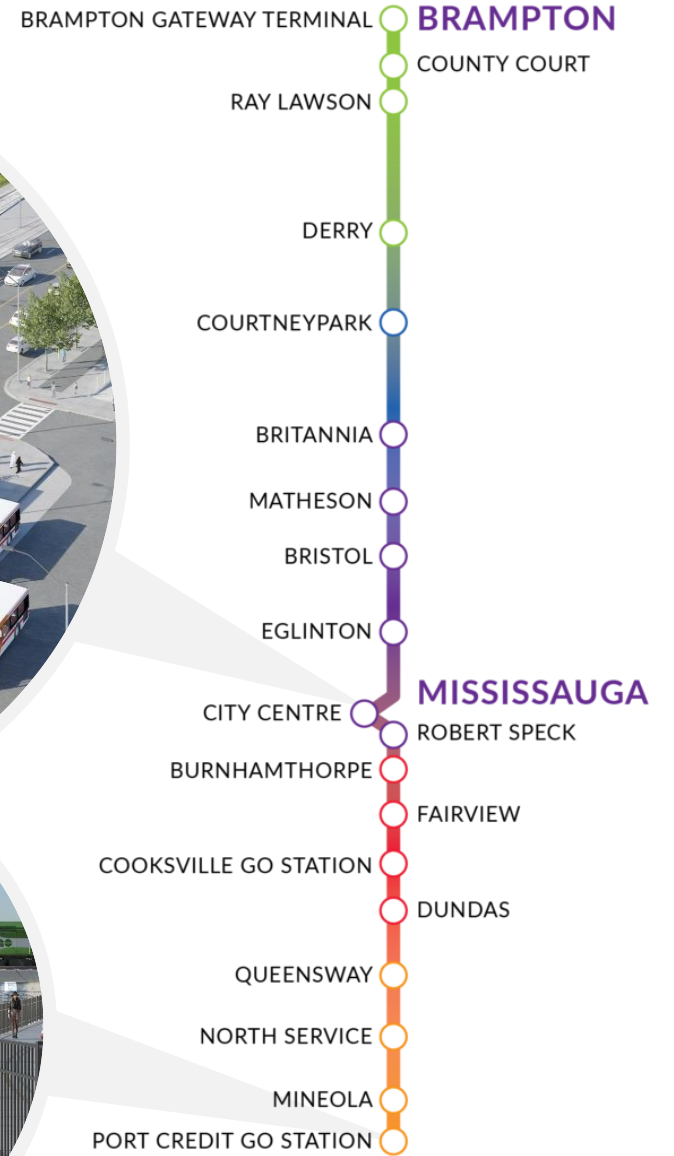 BRAMPTON GATEWAY TERMINAL
BRAMPTON
COUNTY COURT
RAY LAWSON
DERRY
COURTNEYPARK
BRITANNIA
MATHESON
BRISTOL
EGLINTON
MISSISSAUGA
CITY CENTRE
ROBERT SPECK
BURNHAMTHORPE
FAIRVIEW
COOKSVILLE GO STATION
DUNDAS
QUEENSWAY
NORTH SERVICE
MINEOLA
PORT CREDIT GO STATION